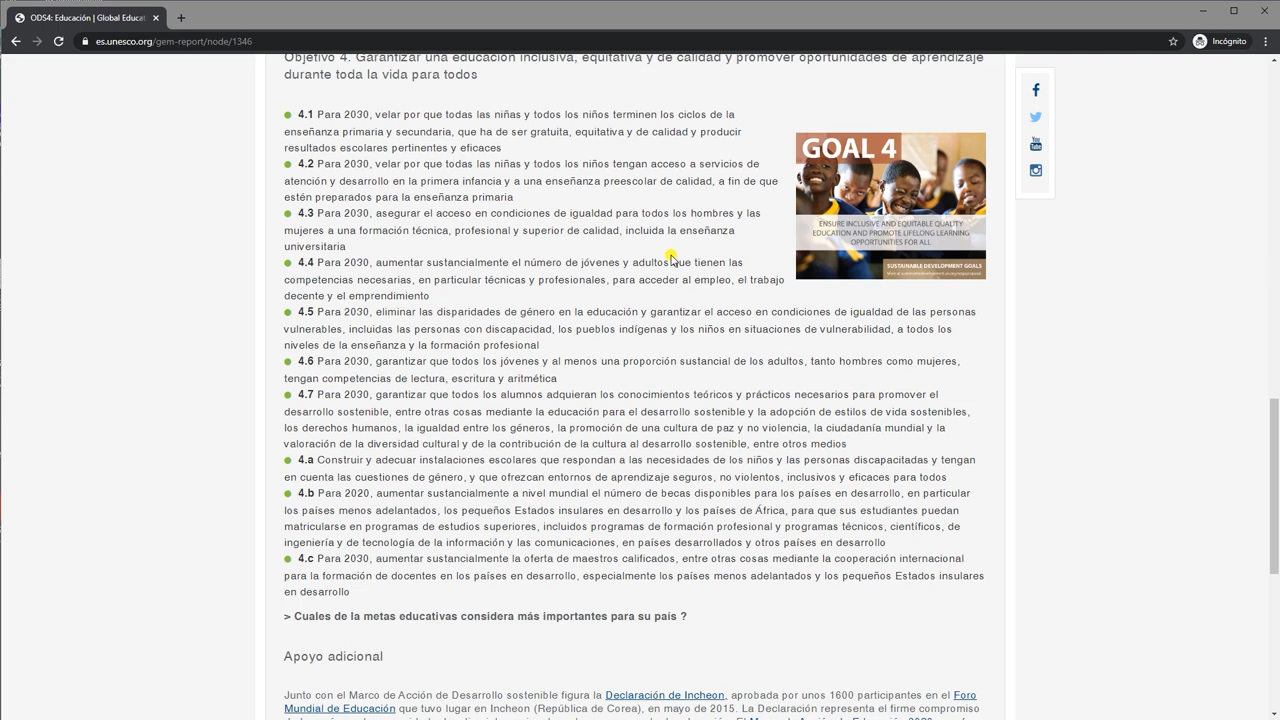 ODS4: Educación | Global Educat
es.unesco.org/gem-report/node/1346
Incógnito
Objetivo 4. Garantizar una educación inclusiva, equitativa y de calidad y promover oportunidades de aprendizaje
durante toda la vida para todos
4.1 Para 2030, velar por que todas las niñas y todos los niños terminen los ciclos de la
enseñanza primaria y secundaria, que ha de ser gratuita, equitativa y de calidad y producir
resultados escolares pertinentes y eficaces
4.2 Para 2030, velar por que todas las niñas y todos los niños tengan acceso a servicios de
atención y desarrollo en la primera infancia y a una enseñanza preescolar de calidad, a fin de que
estén preparados para la enseñanza primaria
4.3 Para 2030, asegurar el acceso en condiciones de igualdad para todos los hombres y las
mujeres a una formación técnica, profesional y superior de calidad, incluida la enseñanza
universitaria
4.4 Para 2030, aumentar sustancialmente el número de jóvenes y adultos que tienen las
competencias necesarias, en particular técnicas y profesionales, para acceder al empleo, el trabajo
decente y el emprendimiento
GOAL 4
ENSURE INCLUSIVE AND EQUITABLE QUALITY
EDUCATION AND PROMOTE LIFELONG LEARNING
OPPORTUNITIES FOR ALL
SUSTAINABLE DEVELOPMENT GOALS
4.5 Para 2030, eliminar las disparidades de género en la educación y garantizar el acceso en condiciones de igualdad de las personas
vulnerables, incluidas las personas con discapacidad, los pueblos indígenas y los niños en situaciones de vulnerabilidad, a todos los
niveles de la enseñanza y la formación profesional
4.6 Para 2030, garantizar que todos los jóvenes y al menos una proporción sustancial de los adultos, tanto hombres como mujeres,
tengan competencias de lectura, escritura y aritmética
4.7 Para 2030, garantizar que todos los alumnos adquieran los conocimientos teóricos y prácticos necesarios para promover el
desarrollo sostenible, entre otras cosas mediante la educación para el desarrollo sostenible y la adopción de estilos de vida sostenibles,
los derechos humanos, la igualdad entre los géneros, la promoción de una cultura de paz y no violencia, la ciudadanía mundial y la
valoración de la diversidad cultural y de la contribución de la cultura al desarrollo sostenible, entre otros medios
4.a Construir y adecuar instalaciones escolares que respondan a las necesidades de los niños y las personas discapacitadas y tengan
en cuenta las cuestiones de género, y que ofrezcan entornos de aprendizaje seguros, no violentos, inclusivos y eficaces para todos
4.b Para 2020, aumentar sustancialmente a nivel mundial el número de becas disponibles para los países en desarrollo, en particular
los países menos adelantados, los pequeños Estados insulares en desarrollo y los países de África, para que sus estudiantes puedan
matricularse en programas de estudios superiores, incluidos programas de formación profesional y programas técnicos, científicos, de
ingeniería y de tecnología de la información y las comunicaciones, en países desarrollados y otros países en desarrollo
4.c Para 2030, aumentar sustancialmente la oferta de maestros calificados, entre otras cosas mediante la cooperación internacional
para la formación de docentes en los países en desarrollo, especialmente los países menos adelantados y los pequeños Estados insulares
en desarrollo
> Cuales de la metas educativas considera más importantes para su país ?
Apoyo adicional
Junto con el Marco de Acción de Desarrollo sostenible figura la Declaración de Incheon, aprobada por unos 1600 participantes en el Foro
Mundial de Educación que tuvo lugar en Incheon (República de Corea), en mayo de 2015. La Declaración representa el firme compromiso